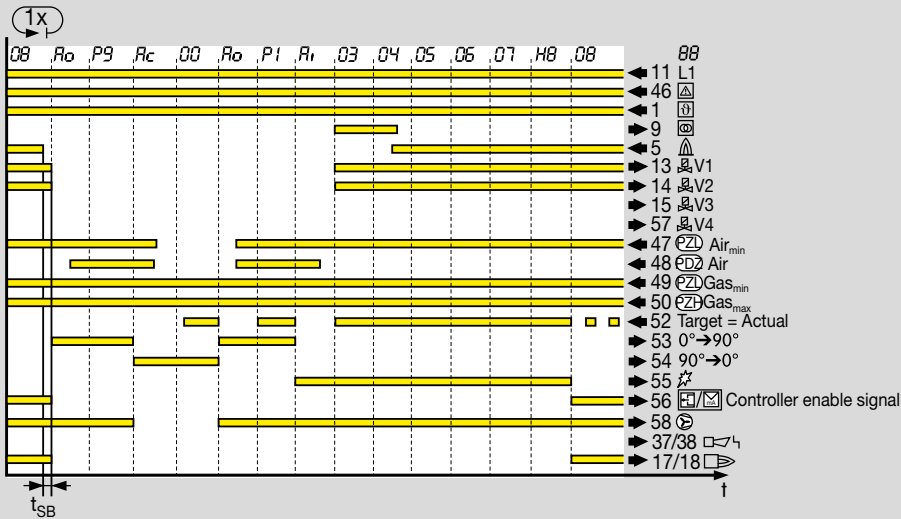 1x
08 Ao P9 Ac 00 Ao P1 A1 03 04 05 06 07 H8 08 88
11 L1
46
1
9
5
13 V1
14 V2
15 V3
57 V4
47 PZL Airmin
48 PDZ Air
49 PZL Gasmin
50 PZH Gasmax
52 Target = Actual
53 0°➔90°
54 90°➔0°
55
56 mA Controller enable signal
58
37/38
17/18
t
tSB